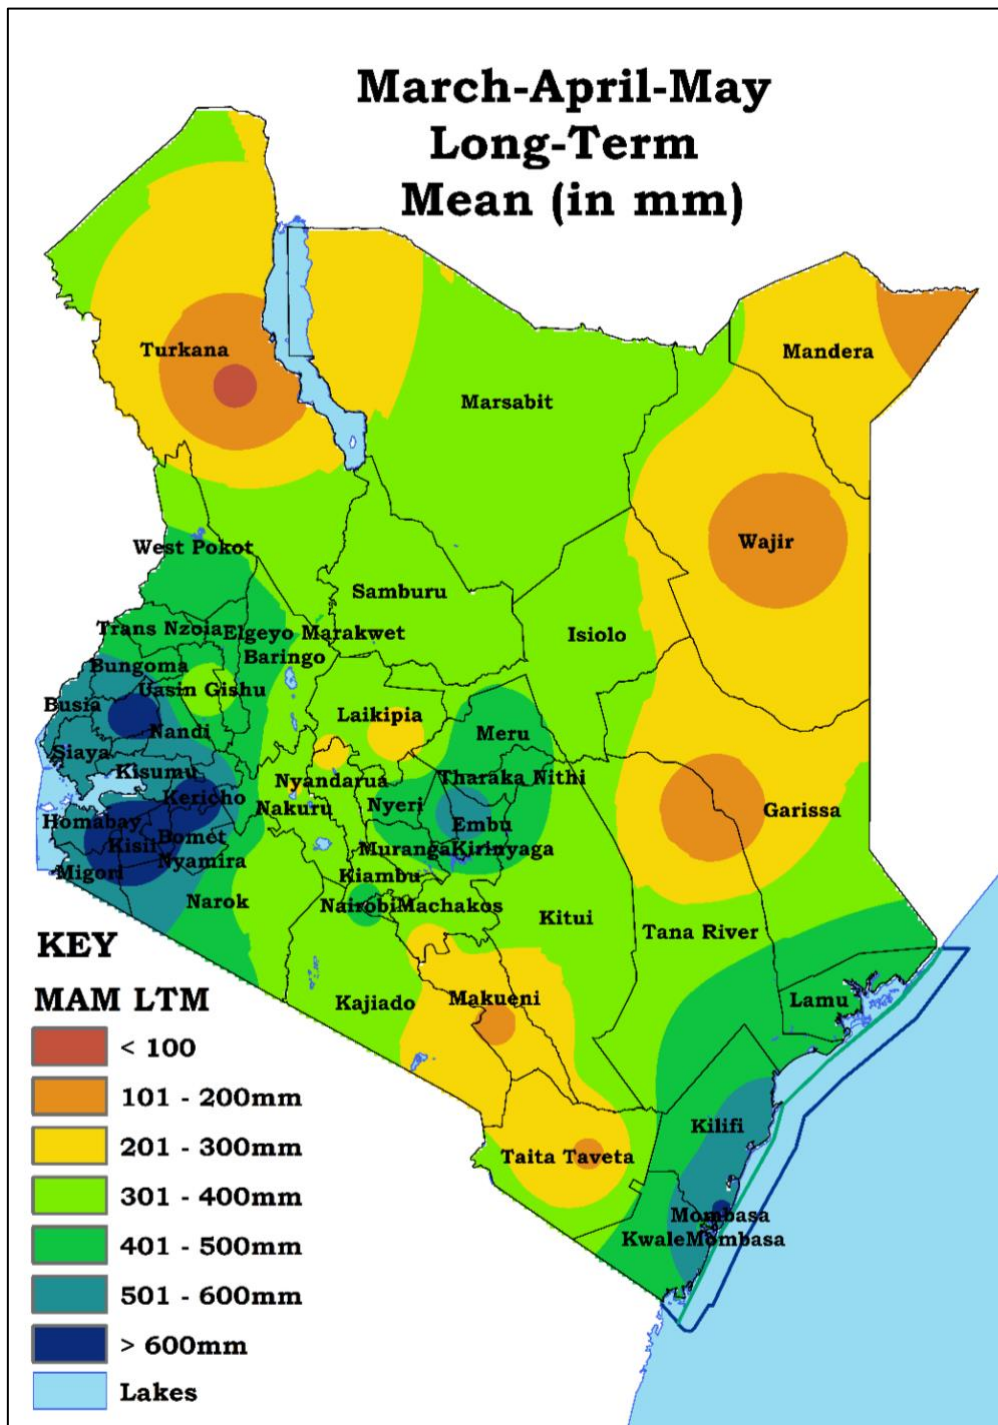 March-April-May
Long-Term
Mean (in mm)
Turkana
Mandera
Marsabit
Wajir
West Pokot
Samburu
Isiolo
Trans Nzoia
Elgeyo Marakwet
Baringo
Bungoma
Uasin Gishu
Busia
Laikipia
Nandi
Meru
Siaya
Kisumu
Nyandarua
Tharaka Nithi
Kericho
Nakuru
Nyeri
Garissa
Homabay
Embu
Bomet
Kisii
Muranga
Kirinyaga
Nyamira
Migori
Kiambu
Narok
Nairobi
Machakos
Kitui
Tana River
Makueni
Kajiado
Lamu
Kilifi
Taita Taveta
Mombasa
Kwale
Mombasa
KEY
MAM LTM
< 100
101 - 200mm
201 - 300mm
301 - 400mm
401 - 500mm
501 - 600mm
> 600mm
Lakes